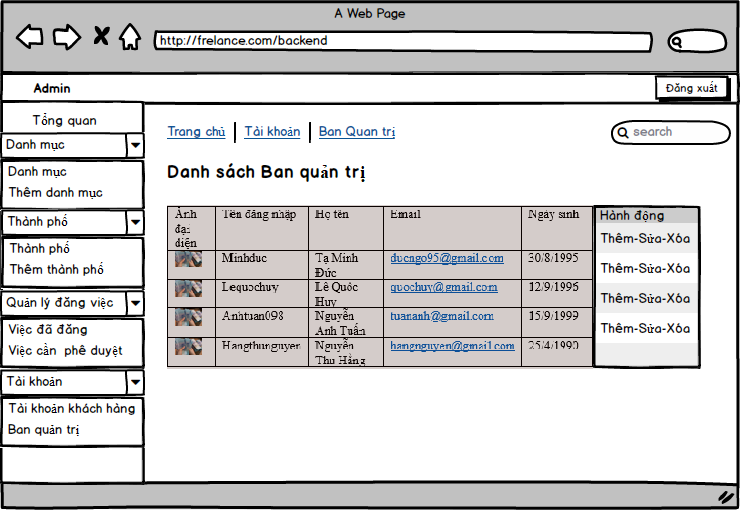 A Web Page
http://frelance.com/backend
Admin
Đăng xuất
Tổng quan
Danh mục
Danh mục
Thêm danh mục
Thành phố
Thành phố
Thêm thành phố
Quản lý đăng việc
Việc đã đăng
Việc cần phê duyệt
Tài khoản
Tài khoản khách hàng
Ban quản trị
Trang chủ Tài khoản Ban Quan trị
search
Danh sách Ban quản trị
Ảnh đại diện Tên đăng nhập Họ tên Email Ngày sinh Hành động
Minhduc Tạ Minh Đức ducngo95@gmail.com 30/8/1995 Thêm-Sửa-Xóa
Lequochuy Lê Quốc Huy quochuy@gmail.com 12/9/1996 Thêm-Sửa-Xóa
Anhtuan098 Nguyễn Anh Tuấn tuananh@gmail.com 15/9/1999 Thêm-Sửa-Xóa
Hangthunguyen Nguyễn Thu Hằng hangnguyen@gmail.com 25/4/1990 Thêm-Sửa-Xóa